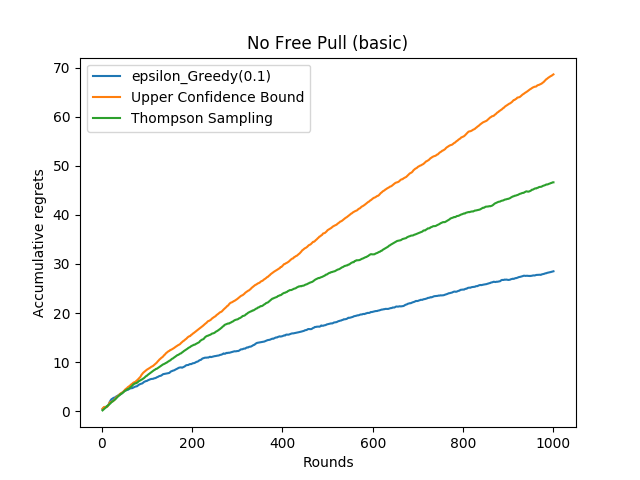 No Free Pull (basic)
epsilon_Greedy(0.1)
Upper Confidence Bound
Thompson Sampling
Accumulative regrets
70
60
50
40
30
20
10
0
0 200 400 600 800 1000
Rounds